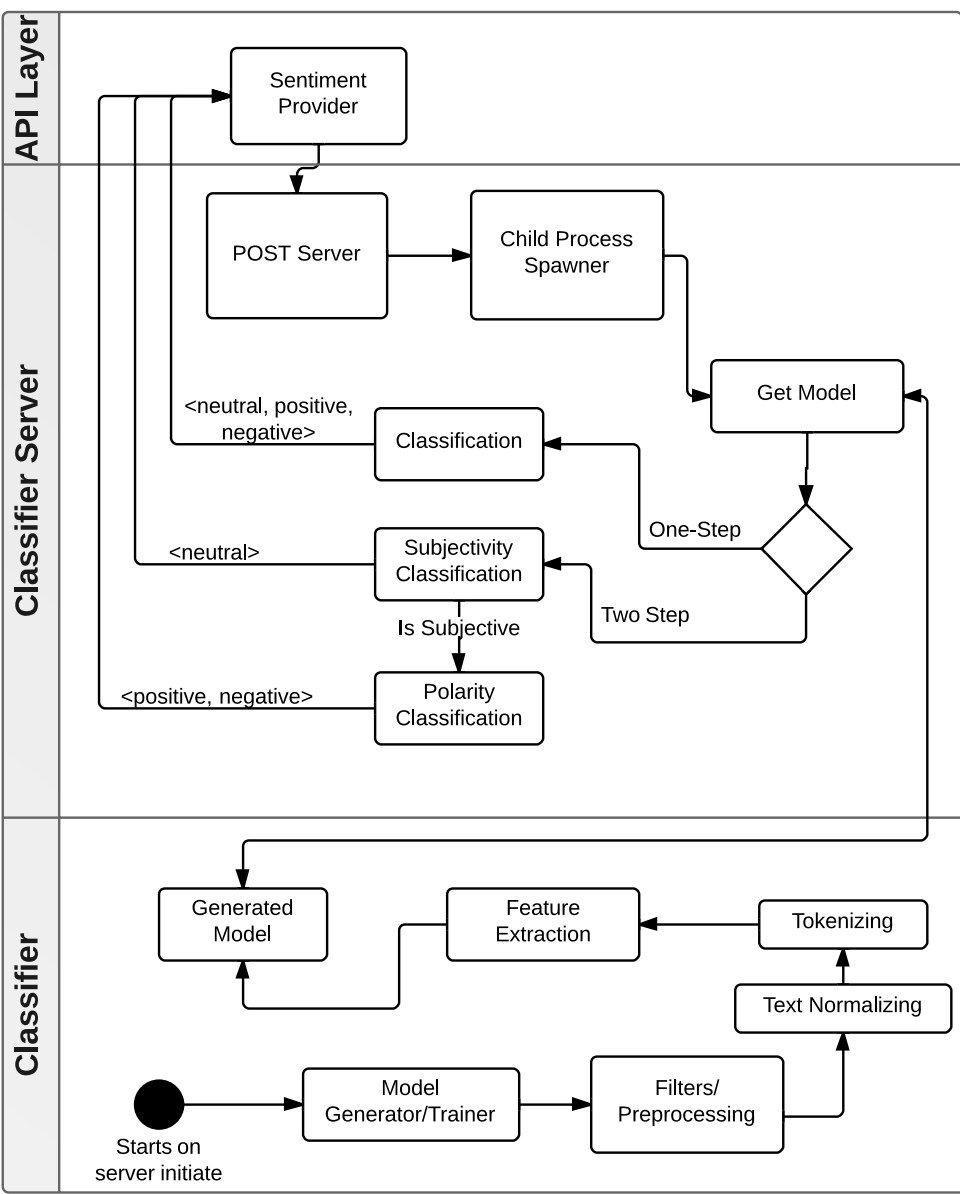 API Layer
Sentiment
Provider
Classifier Server
POST Server
Child Process
Spawner
Get Model
<neutral, positive,
negative>
Classification
One-Step
<neutral>
Subjectivity
Classification
Two Step
Is Subjective
<positive, negative>
Polarity
Classification
Classifier
Generated
Model
Feature
Extraction
Tokenizing
Text Normalizing
Model
Generator/Trainer
Filters/
Preprocessing
Starts on
server initiate